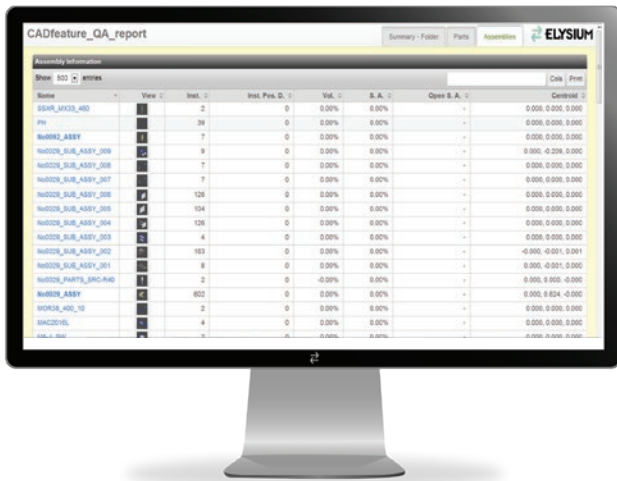 CADfeature_QA_report
Summary - Folder Parts Assemblies ELYSIUM
Assembly Information
Show 500 entries Cols Print
Name View Inst. Inst. Pos. D. Vol. S. A. Open S. A. Centroid
2 0 0.00% 0.00% - 0.000, 0.000, 0.000
PH 39 0 0.00% 0.00% - 0.000, 0.000, 0.000
7 0 0.00% 0.00% - 0.000, 0.000, 0.000
No0029_SUB_ASSY_009 9 0 0.00% 0.00% - 0.000, -0.209, 0.000
No0029_SUB_ASSY_008 7 0 0.00% 0.00% - 0.000, 0.000, 0.000
No0029_SUB_ASSY_007 7 0 0.00% 0.00% - 0.000, 0.000, 0.000
No0029_SUB_ASSY_006 126 0 0.00% 0.00% - 0.000, 0.000, 0.000
No0029_SUB_ASSY_005 104 0 0.00% 0.00% - 0.000, 0.000, 0.000
No0029_SUB_ASSY_004 126 0 0.00% 0.00% - 0.000, 0.000, 0.000
No0029_SUB_ASSY_003 4 0 0.00% 0.00% - 0.000, 0.000, 0.000
No0029_SUB_ASSY_002 163 0 0.00% 0.00% - -0.000, -0.001, 0.001
No0029_SUB_ASSY_001 8 0 0.00% 0.00% - 0.000, -0.001, 0.000
No0029_PARTS_SRC-R40 2 0 -0.00% 0.00% - 0.000, 0.000, -0.000
No0029_ASSY 602 0 0.00% 0.00% - 0.000, 0.624, -0.000
MOR38_400_10 2 0 0.00% 0.00% - 0.000, 0.000, 0.000
4 0 0.00% 0.00% - 0.000, 0.000, 0.000